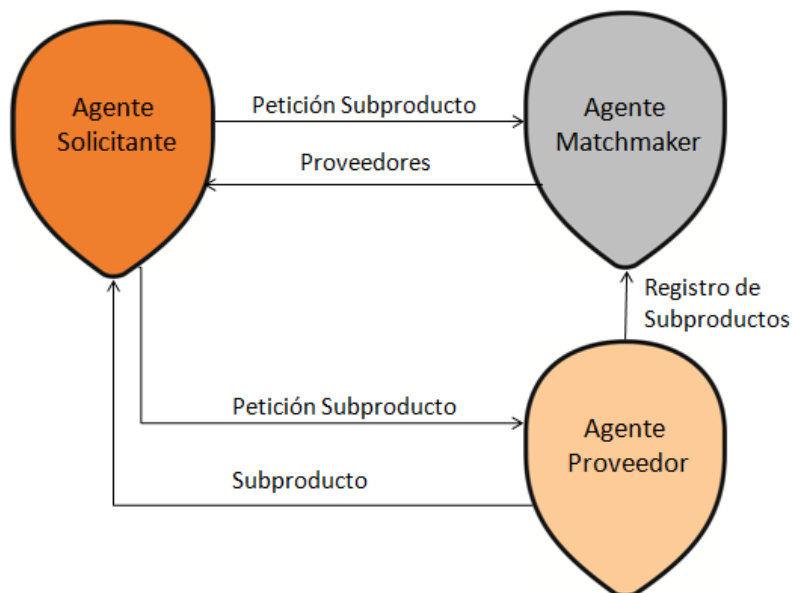 Agente
Solicitante
Petición Subproducto
Agente
Matchmaker
Proveedores
Registro de
Subproductos
Petición Subproducto
Agente
Proveedor
Subproducto